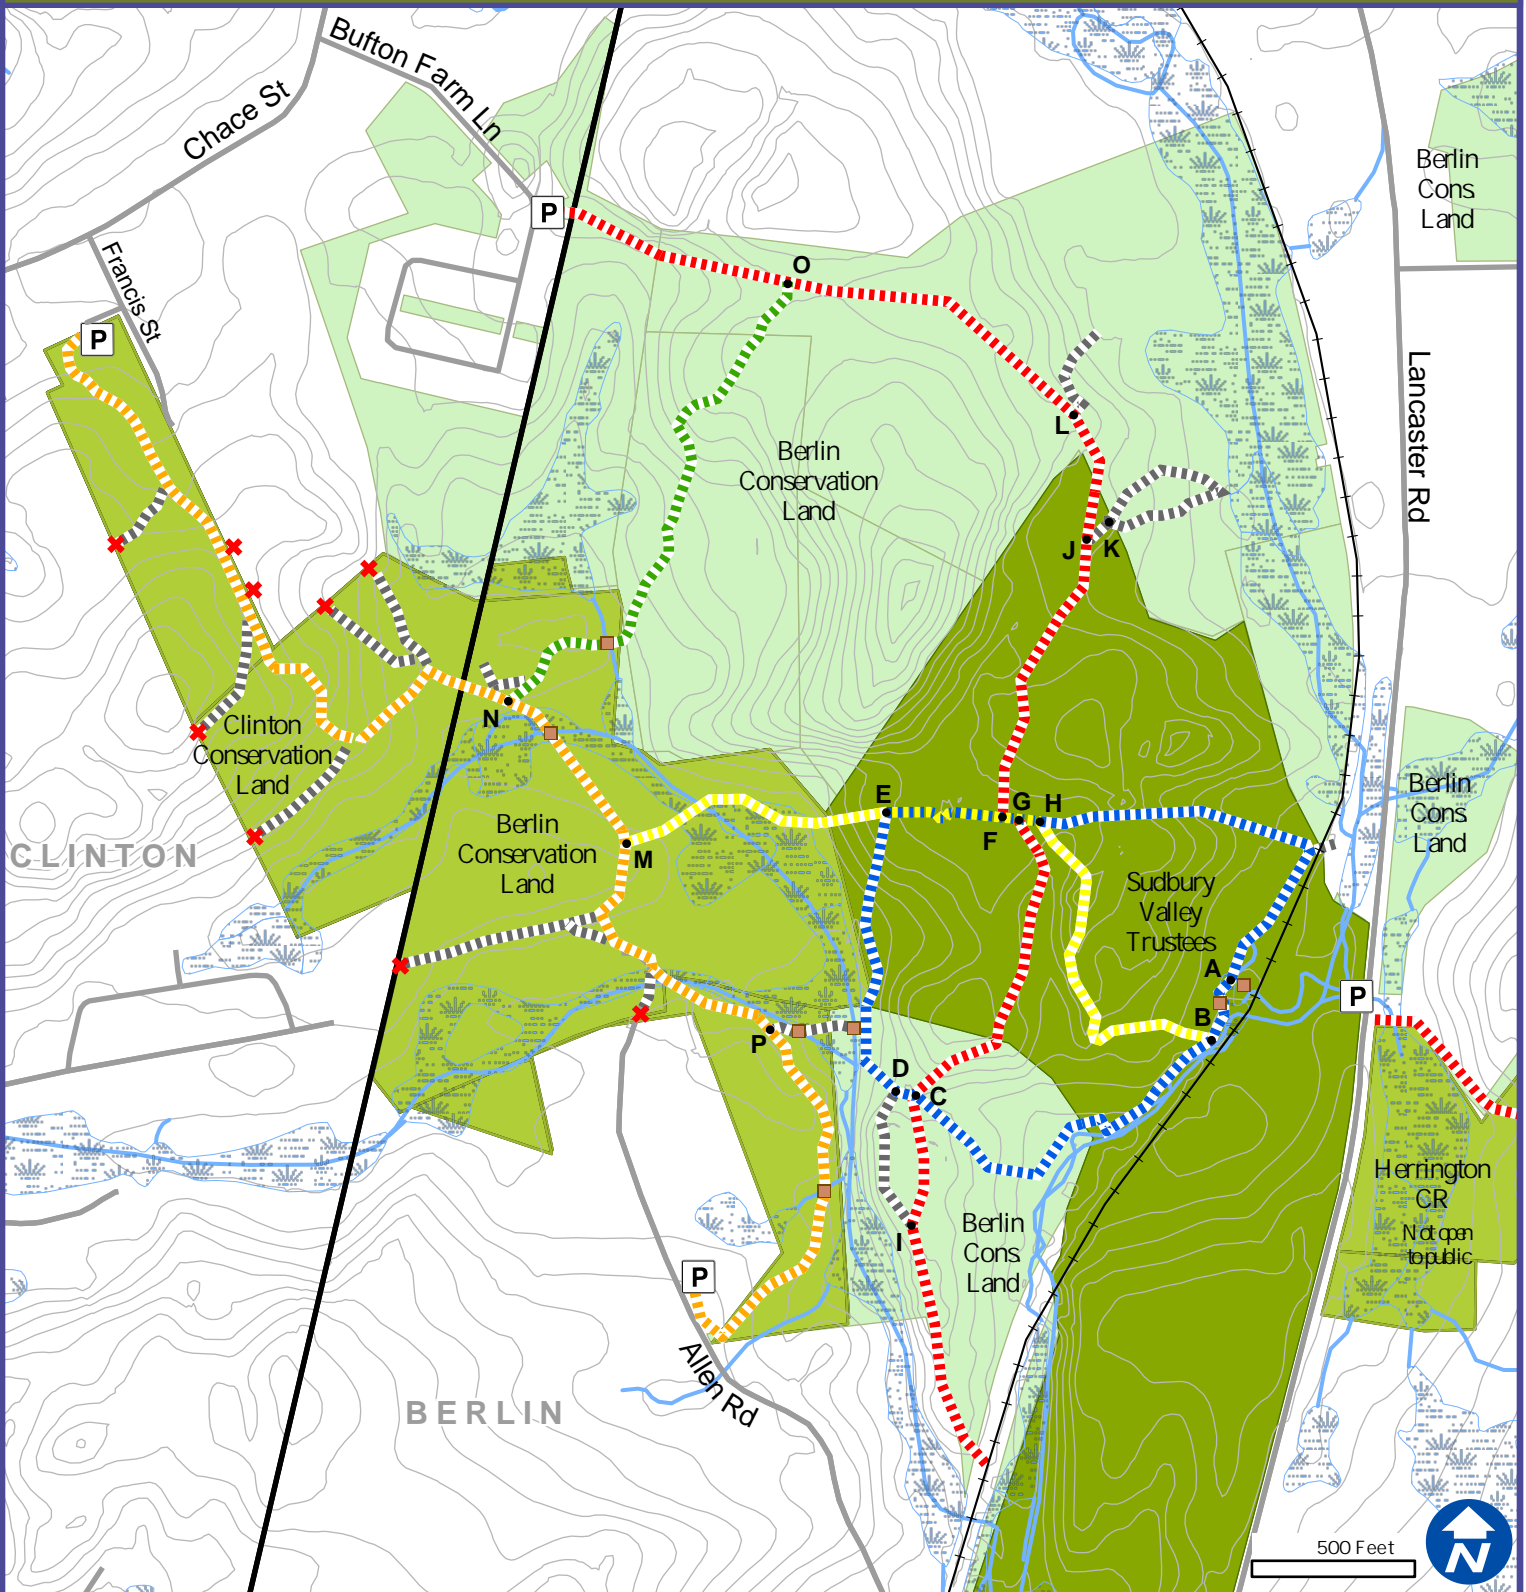 Bufton Farm Ln
Chace St
Berlin
Cons.
Land
P
Francis St
O
P
Lancaster Rd
L
Berlin
Conservation
Land
J
K
N
Clinton
Conservation
Land
E
G
H
F
Berlin
Cons.
Land
CLINTON
Berlin
Conservation
Land
M
Sudbury
Valley
Trustees
A
P
B
P
D
C
Herrington
CR
Not open
to public
I
Berlin
Cons.
Land
P
Allen Rd
BERLIN
500 Feet
N